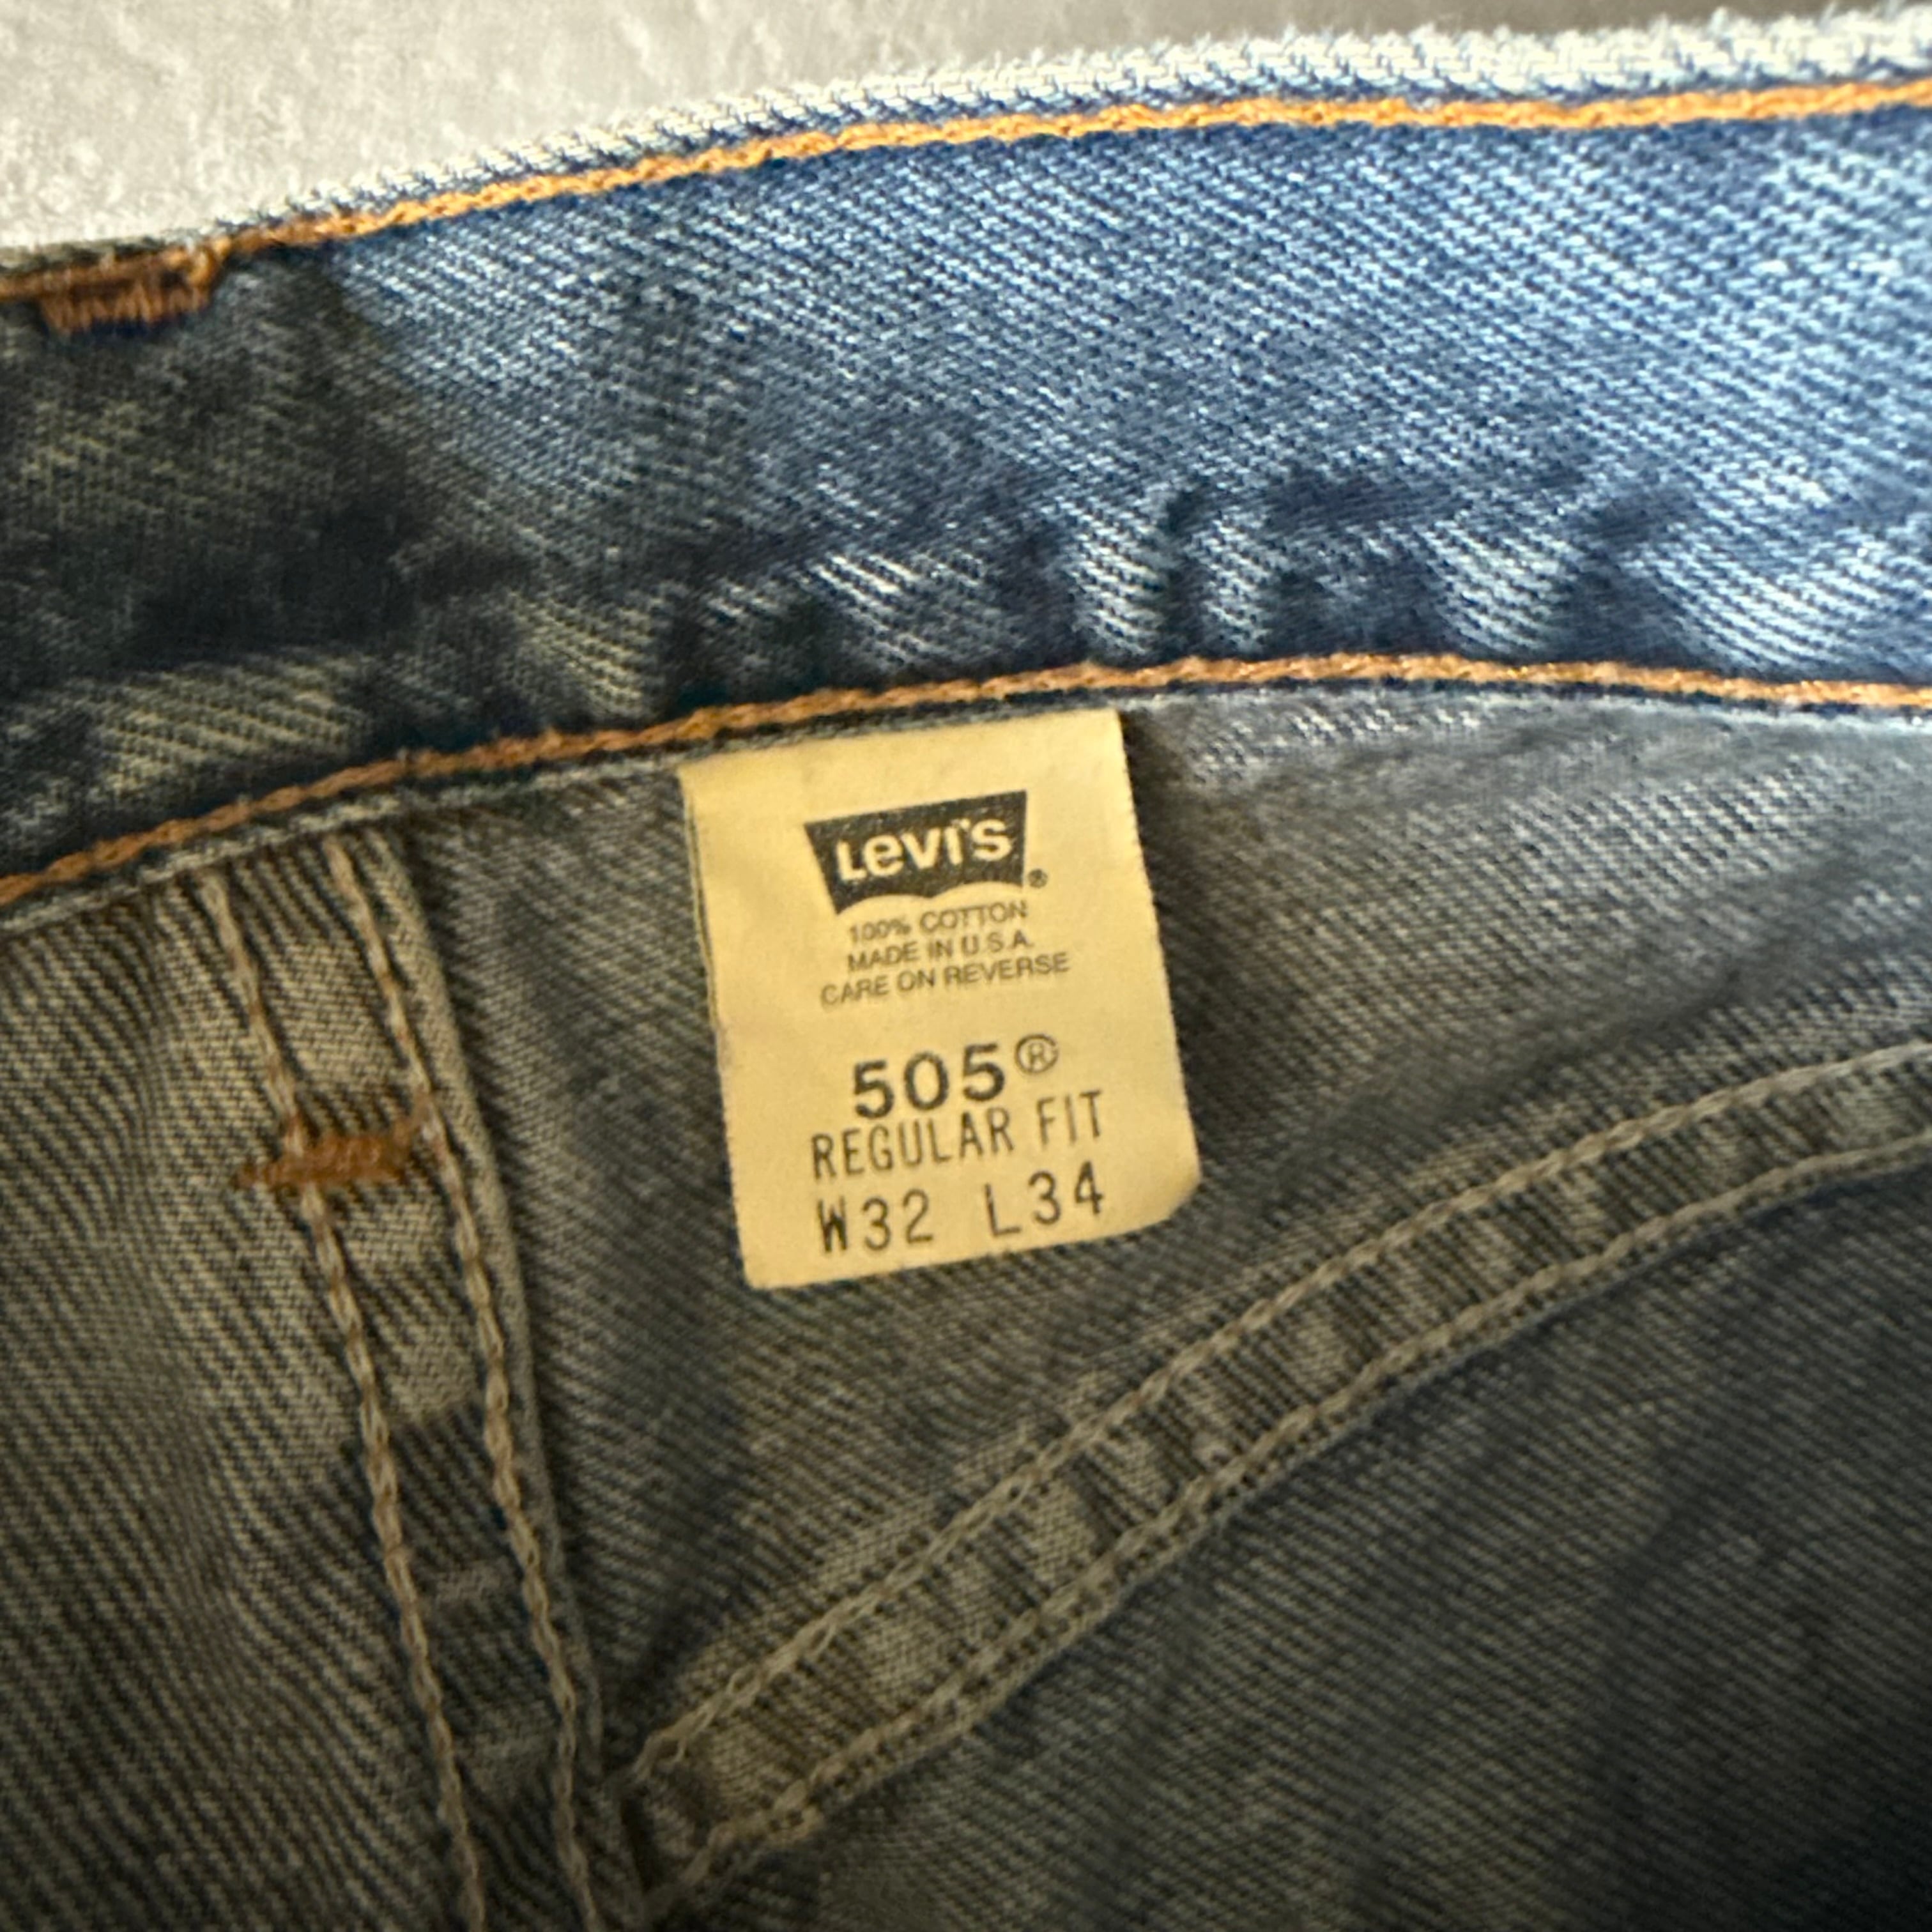 LEVI'S®
100% COTTON
MADE IN U.S.A.
CARE ON REVERSE
505®
REGULAR FIT
W32 L34